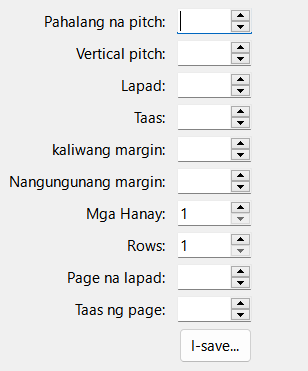 Pahalang na pitch:
Vertical pitch:
Lapad:
Taas:
kaliwang margin:
Nangungunang margin:
Mga Hanay: 1
Rows: 1
Page na lapad:
Taas ng page:
I-save...